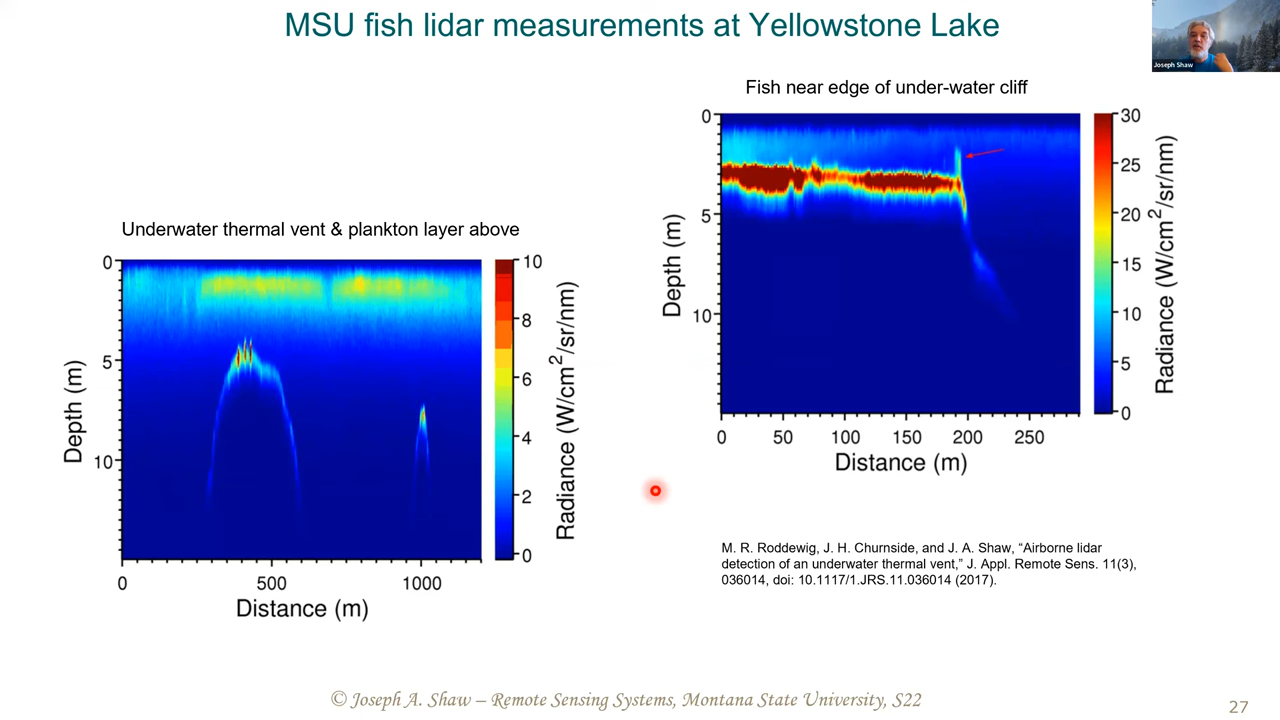 MSU fish lidar measurements at Yellowstone Lake
Joseph Shaw
Fish near edge of under-water cliff
0
5
10
Depth (m)
0
50
100
150
200
250
Distance (m)
30
25
20
15
10
5
0
Radiance (W/cm²/sr/nm)
Underwater thermal vent & plankton layer above
0
5
10
Depth (m)
0
500
1000
Distance (m)
10
8
6
4
2
0
Radiance (W/cm²/sr/nm)
M. R. Roddewig, J. H. Churnside, and J. A. Shaw, “Airborne lidar
detection of an underwater thermal vent,” J. Appl. Remote Sens. 11(3),
036014, doi: 10.1117/1.JRS.11.036014 (2017).
© Joseph A. Shaw – Remote Sensing Systems, Montana State University, S22
27